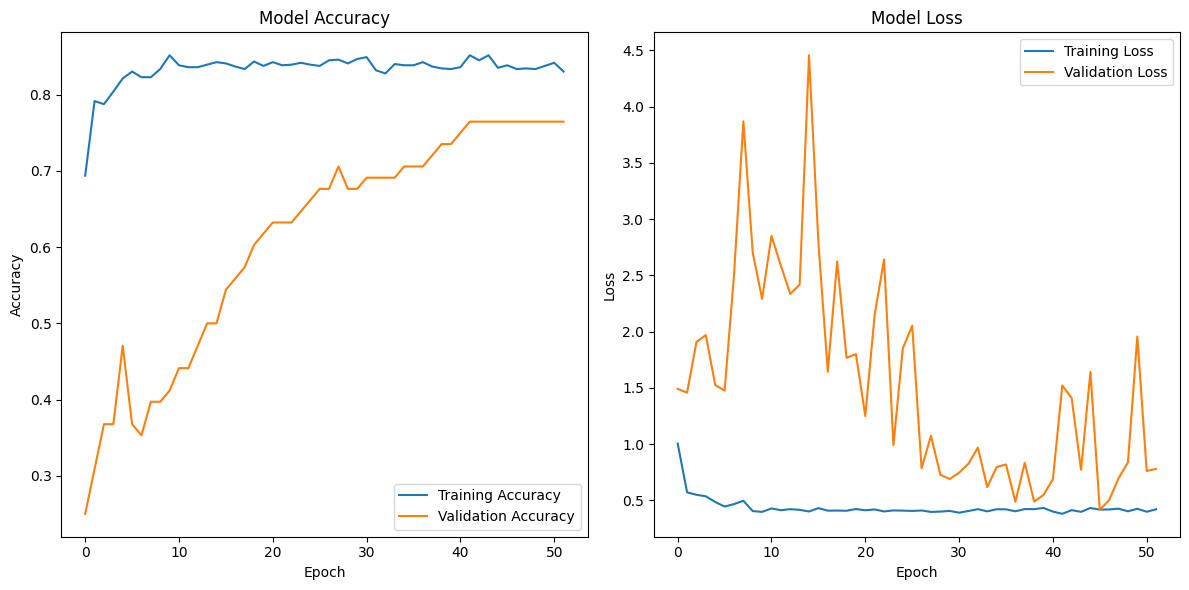 Model Accuracy
0.8
0.7
0.6
0.5
0.4
0.3
Accuracy
0 10 20 30 40 50
Epoch
Training Accuracy
Validation Accuracy
Model Loss
4.5
4.0
3.5
3.0
2.5
2.0
1.5
1.0
0.5
Loss
0 10 20 30 40 50
Epoch
Training Loss
Validation Loss